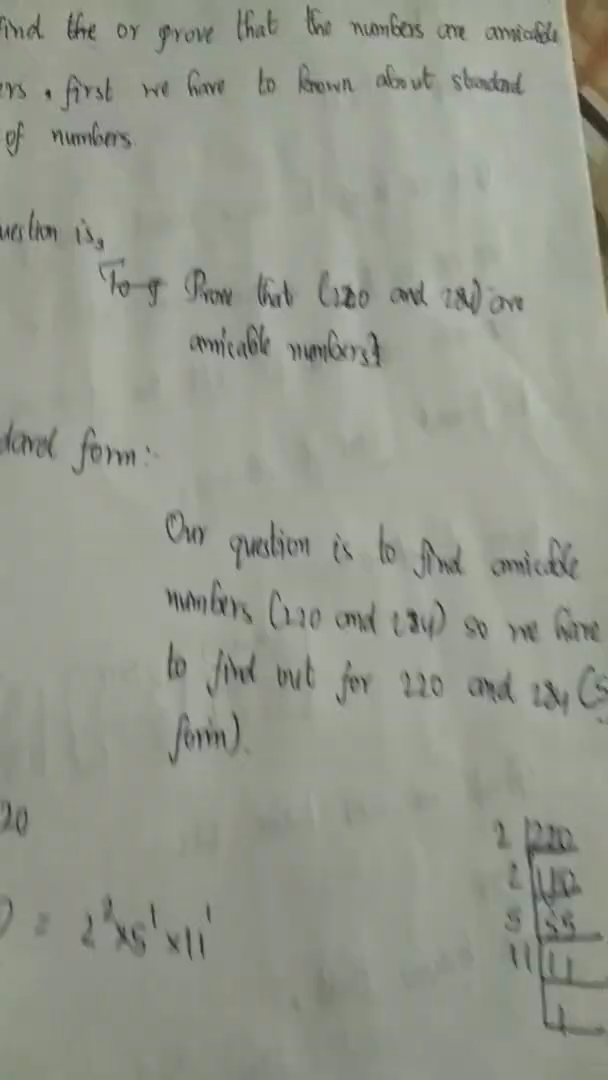 find the or prove that the numbers are amicable
ers, first we have to known about standard
of numbers.
uestion is,
To Prove that (220 and 284) are
amicable numbers}
dard form:-
Our question is to find amicable
numbers (220 and 284) so we have
to find out for 220 and 284 (S
form).
20
= 2² x 5¹ x 11¹
2 | 220
2 | 110
5 | 55
11 | 11
1